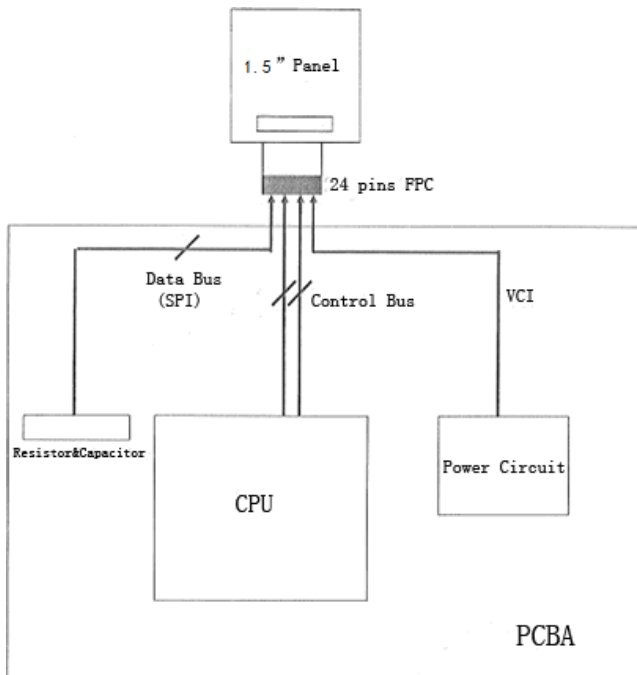 1.5” Panel
24 pins FPC
Data Bus
(SPI)
Control Bus
VCI
Resistor&Capacitor
CPU
Power Circuit
PCBA